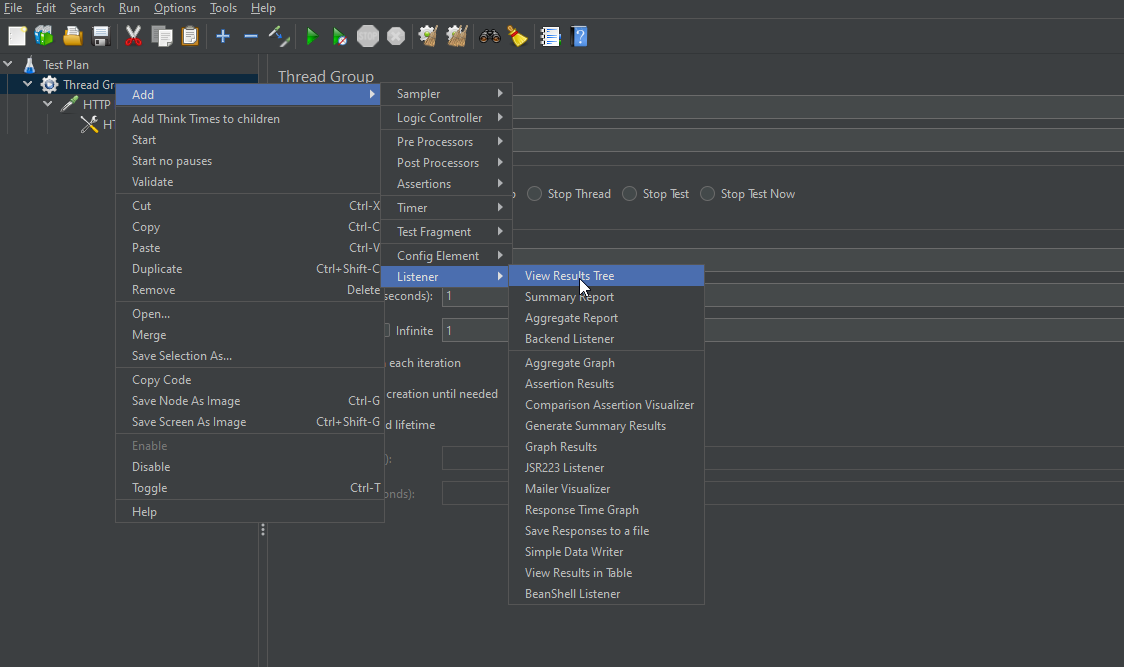 File Edit Search Run Options Tools Help
Test Plan
Thread Gr
HTTP
HT
Thread Group
Add
Add Think Times to children
Start
Start no pauses
Validate
Cut Ctrl-X
Copy Ctrl-C
Paste Ctrl-V
Duplicate Ctrl+Shift-C
Remove Delete
Open...
Merge
Save Selection As...
Copy Code
Save Node As Image Ctrl-G
Save Screen As Image Ctrl+Shift-G
Enable
Disable
Toggle Ctrl-T
Help
Sampler
Logic Controller
Pre Processors
Post Processors
Assertions
Timer
Test Fragment
Config Element
Listener
View Results Tree
Summary Report
Aggregate Report
Backend Listener
Aggregate Graph
Assertion Results
Comparison Assertion Visualizer
Generate Summary Results
Graph Results
JSR223 Listener
Mailer Visualizer
Response Time Graph
Save Responses to a file
Simple Data Writer
View Results in Table
BeanShell Listener
Stop Thread Stop Test Stop Test Now
seconds): 1
Infinite 1
each iteration
creation until needed
d lifetime
):
onds):